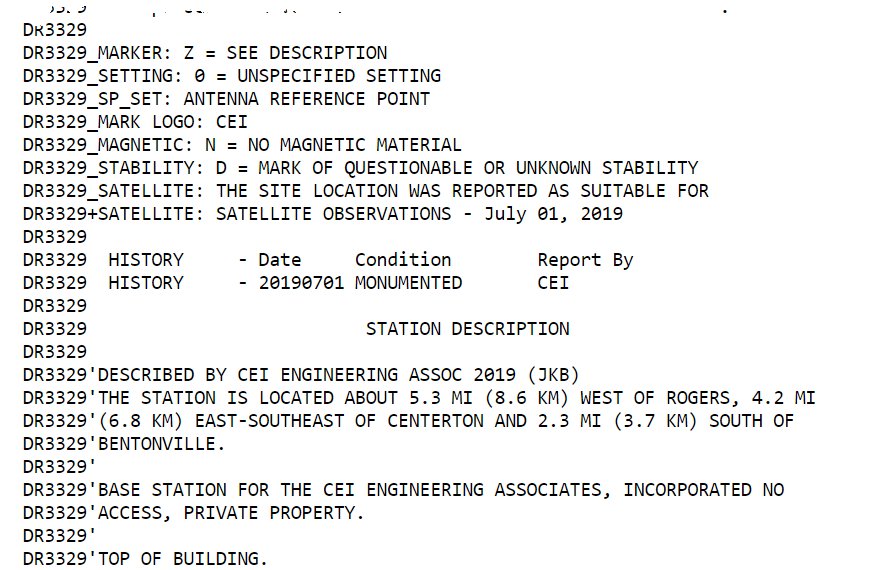 DR3329
DR3329_MARKER: Z = SEE DESCRIPTION
DR3329_SETTING: 0 = UNSPECIFIED SETTING
DR3329_SP_SET: ANTENNA REFERENCE POINT
DR3329_MARK LOGO: CEI
DR3329_MAGNETIC: N = NO MAGNETIC MATERIAL
DR3329_STABILITY: D = MARK OF QUESTIONABLE OR UNKNOWN STABILITY
DR3329_SATELLITE: THE SITE LOCATION WAS REPORTED AS SUITABLE FOR
DR3329+SATELLITE: SATELLITE OBSERVATIONS - July 01, 2019
DR3329
DR3329  HISTORY     - Date     Condition        Report By
DR3329  HISTORY     - 20190701 MONUMENTED       CEI
DR3329
DR3329                          STATION DESCRIPTION
DR3329
DR3329'DESCRIBED BY CEI ENGINEERING ASSOC 2019 (JKB)
DR3329'THE STATION IS LOCATED ABOUT 5.3 MI (8.6 KM) WEST OF ROGERS, 4.2 MI
DR3329'(6.8 KM) EAST-SOUTHEAST OF CENTERTON AND 2.3 MI (3.7 KM) SOUTH OF
DR3329'BENTONVILLE.
DR3329'
DR3329'BASE STATION FOR THE CEI ENGINEERING ASSOCIATES, INCORPORATED NO
DR3329'ACCESS, PRIVATE PROPERTY.
DR3329'
DR3329'TOP OF BUILDING.